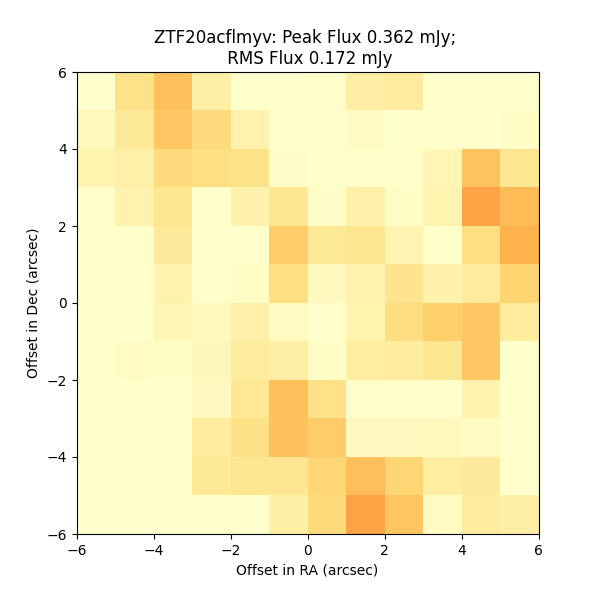 ZTF20acflmyv: Peak Flux 0.362 mJy;
RMS Flux 0.172 mJy
6
4
2
0
−2
−4
−6
Offset in Dec (arcsec)
−6 −4 −2 0 2 4 6
Offset in RA (arcsec)